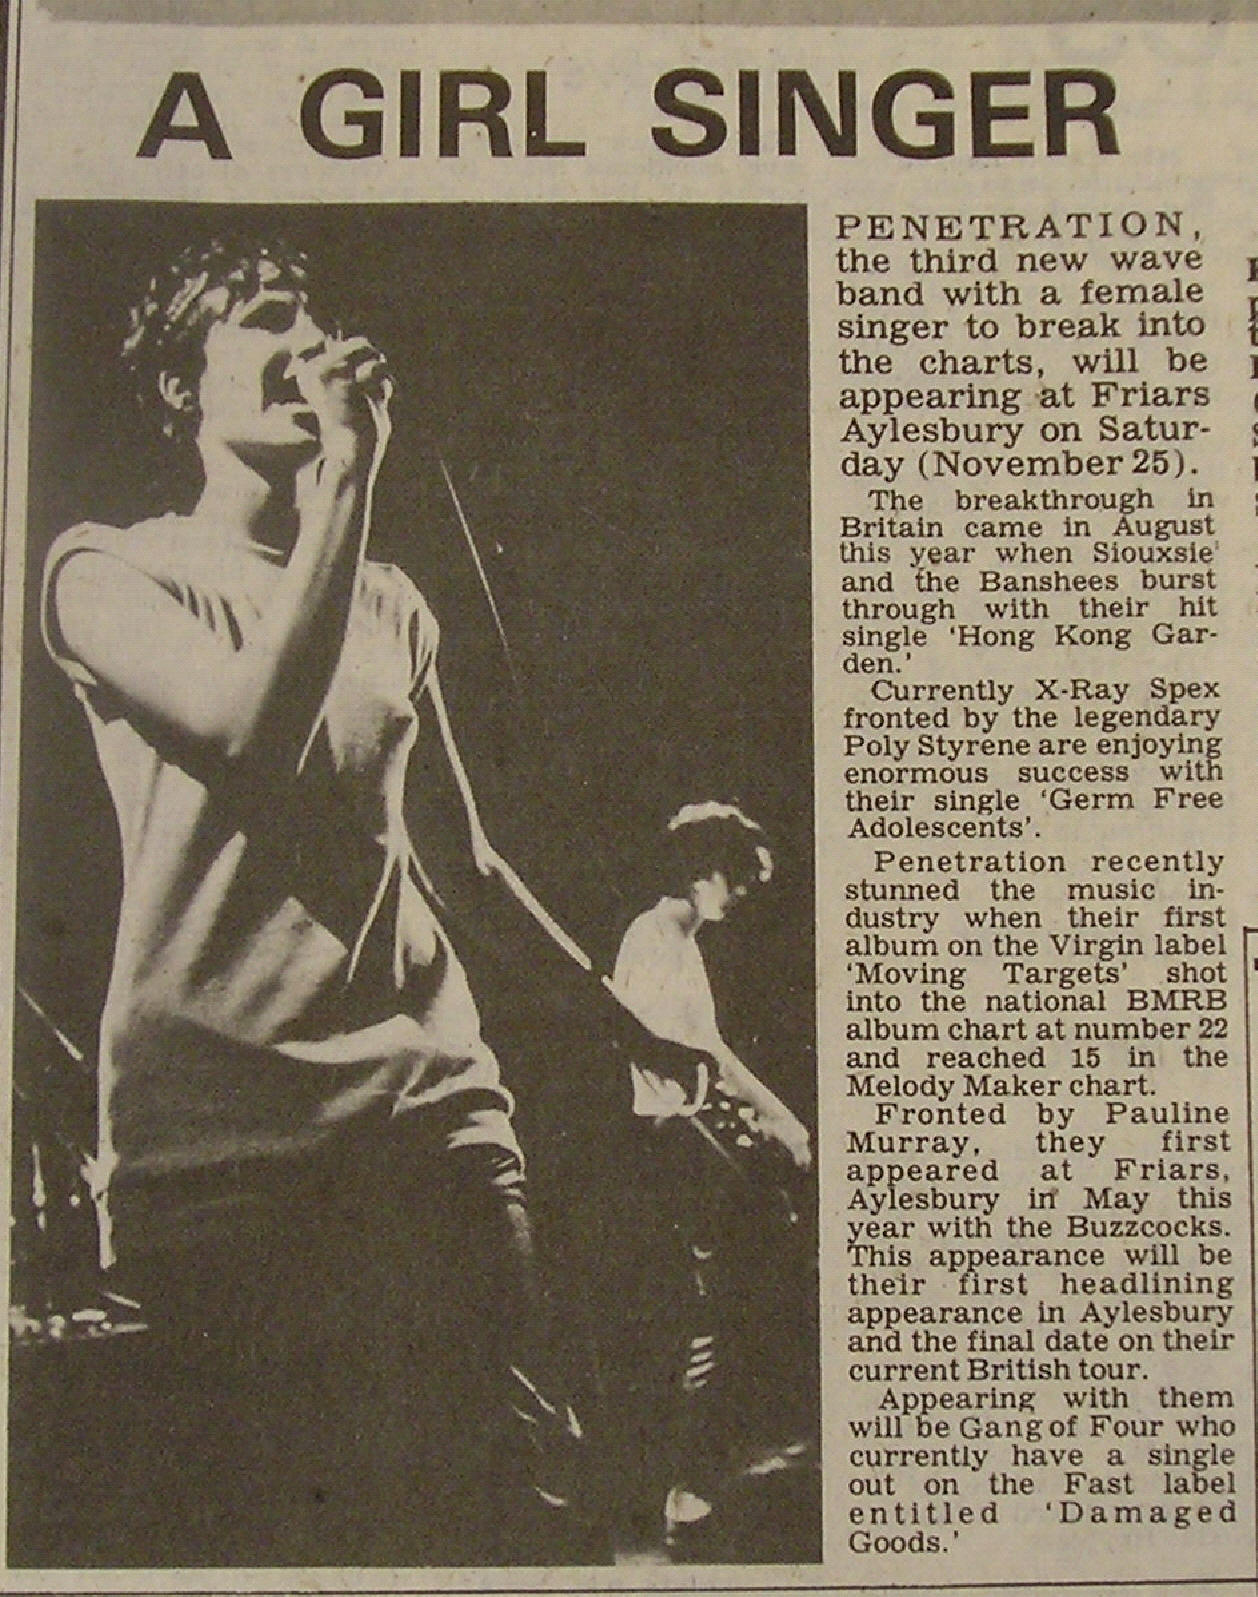 A GIRL SINGER
PENETRATION,
the third new wave
band with a female
singer to break into
the charts, will be
appearing at Friars
Aylesbury on Satur-
day (November 25).
The breakthrough in
Britain came in August
this year when Siouxsie
and the Banshees burst
through with their hit
single 'Hong Kong Gar-
den.'
Currently X-Ray Spex
fronted by the legendary
Poly Styrene are enjoying
enormous success with
their single 'Germ Free
Adolescents'.
Penetration recently
stunned the music in-
dustry when their first
album on the Virgin label
'Moving Targets' shot
into the national BMRB
album chart at number 22
and reached 15 in the
Melody Maker chart.
Fronted by Pauline
Murray, they first
appeared at Friars,
Aylesbury in May this
year with the Buzzcocks.
This appearance will be
their first headlining
appearance in Aylesbury
and the final date on their
current British tour.
Appearing with them
will be Gang of Four who
currently have a single
out on the Fast label
entitled 'Damaged
Goods.'